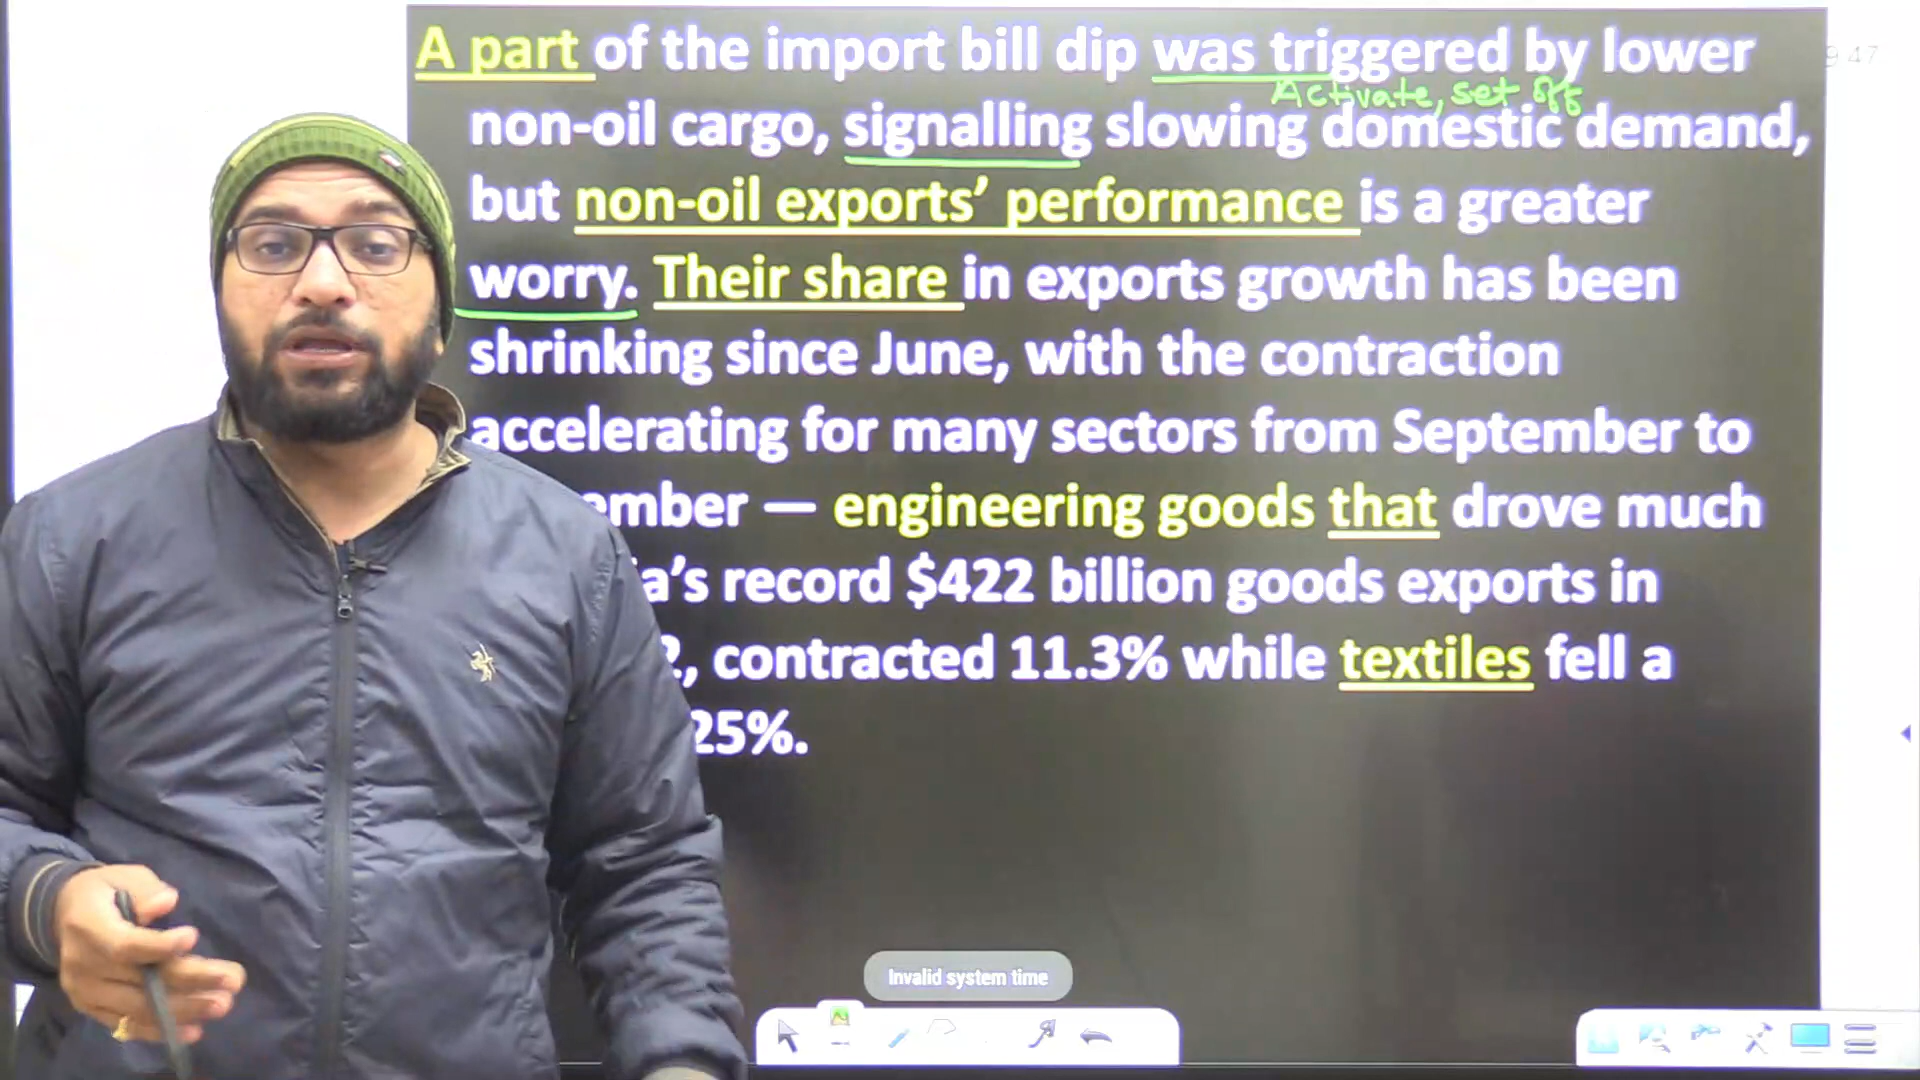 A part of the import bill dip was triggered by lower
Activate, set off
non-oil cargo, signalling slowing domestic demand,
but non-oil exports’ performance is a greater
worry. Their share in exports growth has been
shrinking since June, with the contraction
accelerating for many sectors from September to
ember — engineering goods that drove much
a’s record $422 billion goods exports in
2, contracted 11.3% while textiles fell a
25%.
9 47
Invalid system time